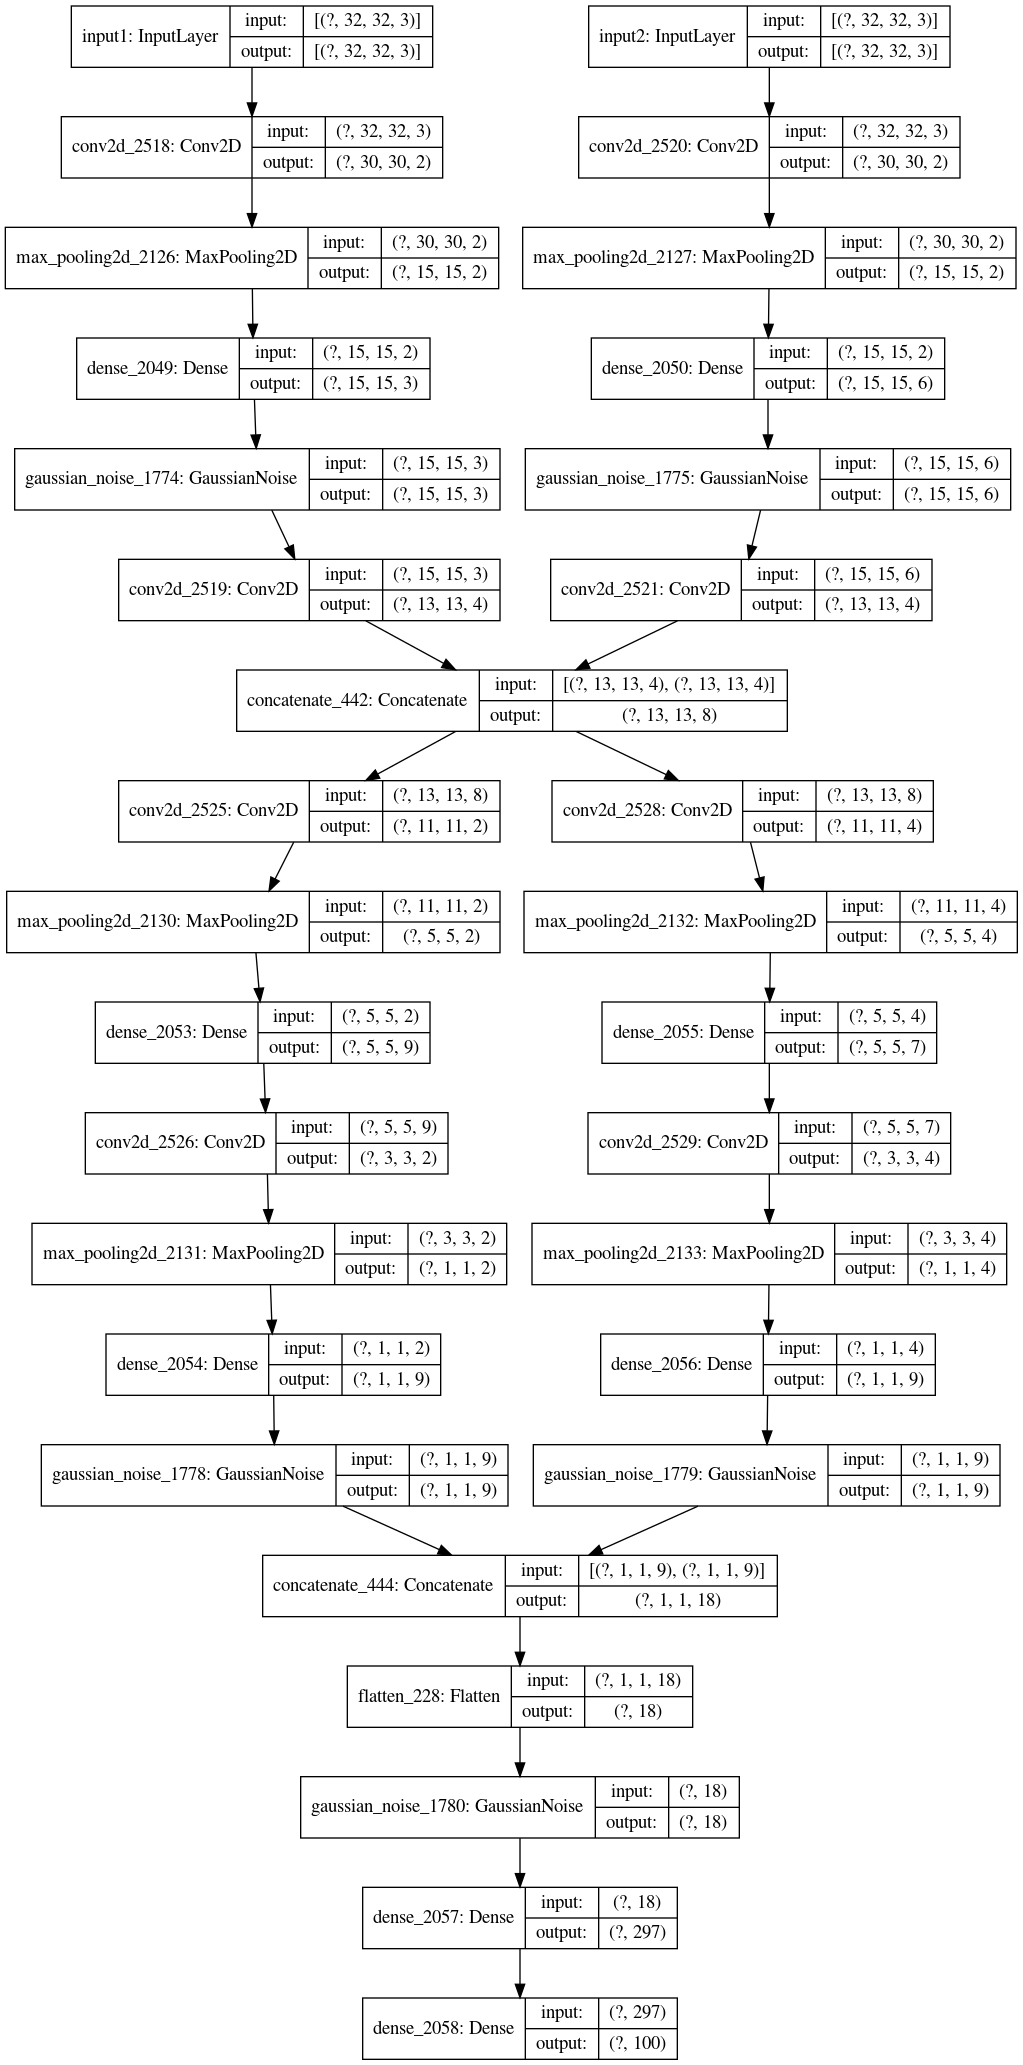 input1: InputLayer input: [(?, 32, 32, 3)]
output: [(?, 32, 32, 3)]
input2: InputLayer input: [(?, 32, 32, 3)]
output: [(?, 32, 32, 3)]
conv2d_2518: Conv2D input: (?, 32, 32, 3)
output: (?, 30, 30, 2)
conv2d_2520: Conv2D input: (?, 32, 32, 3)
output: (?, 30, 30, 2)
max_pooling2d_2126: MaxPooling2D input: (?, 30, 30, 2)
output: (?, 15, 15, 2)
max_pooling2d_2127: MaxPooling2D input: (?, 30, 30, 2)
output: (?, 15, 15, 2)
dense_2049: Dense input: (?, 15, 15, 2)
output: (?, 15, 15, 3)
dense_2050: Dense input: (?, 15, 15, 2)
output: (?, 15, 15, 6)
gaussian_noise_1774: GaussianNoise input: (?, 15, 15, 3)
output: (?, 15, 15, 3)
gaussian_noise_1775: GaussianNoise input: (?, 15, 15, 6)
output: (?, 15, 15, 6)
conv2d_2519: Conv2D input: (?, 15, 15, 3)
output: (?, 13, 13, 4)
conv2d_2521: Conv2D input: (?, 15, 15, 6)
output: (?, 13, 13, 4)
concatenate_442: Concatenate input: [(?, 13, 13, 4), (?, 13, 13, 4)]
output: (?, 13, 13, 8)
conv2d_2525: Conv2D input: (?, 13, 13, 8)
output: (?, 11, 11, 2)
conv2d_2528: Conv2D input: (?, 13, 13, 8)
output: (?, 11, 11, 4)
max_pooling2d_2130: MaxPooling2D input: (?, 11, 11, 2)
output: (?, 5, 5, 2)
max_pooling2d_2132: MaxPooling2D input: (?, 11, 11, 4)
output: (?, 5, 5, 4)
dense_2053: Dense input: (?, 5, 5, 2)
output: (?, 5, 5, 9)
dense_2055: Dense input: (?, 5, 5, 4)
output: (?, 5, 5, 7)
conv2d_2526: Conv2D input: (?, 5, 5, 9)
output: (?, 3, 3, 2)
conv2d_2529: Conv2D input: (?, 5, 5, 7)
output: (?, 3, 3, 4)
max_pooling2d_2131: MaxPooling2D input: (?, 3, 3, 2)
output: (?, 1, 1, 2)
max_pooling2d_2133: MaxPooling2D input: (?, 3, 3, 4)
output: (?, 1, 1, 4)
dense_2054: Dense input: (?, 1, 1, 2)
output: (?, 1, 1, 9)
dense_2056: Dense input: (?, 1, 1, 4)
output: (?, 1, 1, 9)
gaussian_noise_1778: GaussianNoise input: (?, 1, 1, 9)
output: (?, 1, 1, 9)
gaussian_noise_1779: GaussianNoise input: (?, 1, 1, 9)
output: (?, 1, 1, 9)
concatenate_444: Concatenate input: [(?, 1, 1, 9), (?, 1, 1, 9)]
output: (?, 1, 1, 18)
flatten_228: Flatten input: (?, 1, 1, 18)
output: (?, 18)
gaussian_noise_1780: GaussianNoise input: (?, 18)
output: (?, 18)
dense_2057: Dense input: (?, 18)
output: (?, 297)
dense_2058: Dense input: (?, 297)
output: (?, 100)